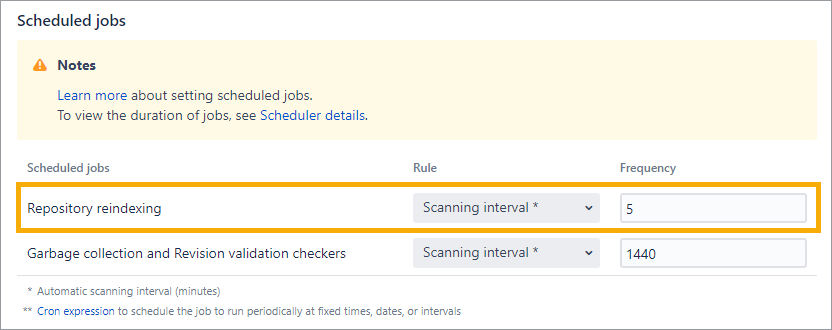 Scheduled jobs
Notes
Learn more about setting scheduled jobs.
To view the duration of jobs, see Scheduler details.
Scheduled jobs Rule Frequency
Repository reindexing Scanning interval * 5
Garbage collection and Revision validation checkers Scanning interval * 1440
* Automatic scanning interval (minutes)
** Cron expression to schedule the job to run periodically at fixed times, dates, or intervals